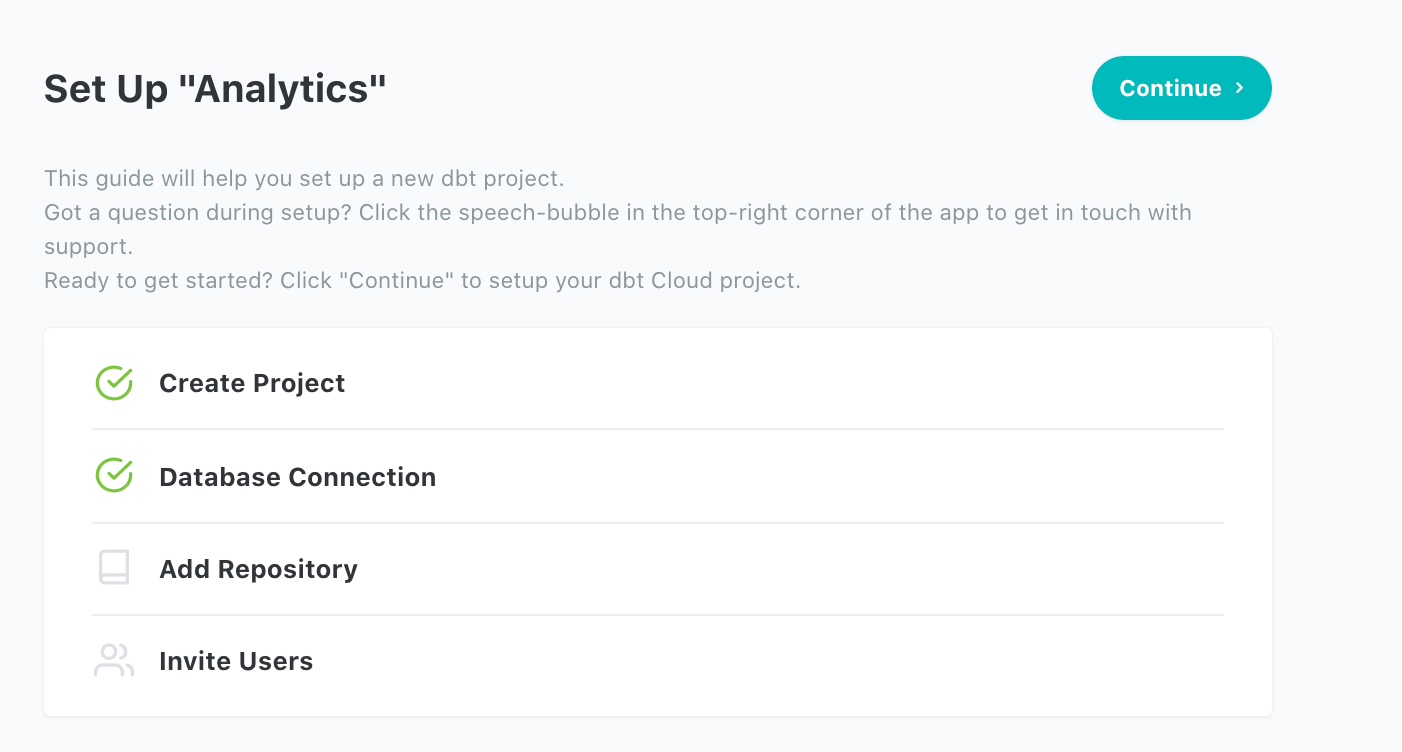 Set Up "Analytics"
Continue ›
This guide will help you set up a new dbt project.
Got a question during setup? Click the speech-bubble in the top-right corner of the app to get in touch with
support.
Ready to get started? Click "Continue" to setup your dbt Cloud project.
Create Project
Database Connection
Add Repository
Invite Users